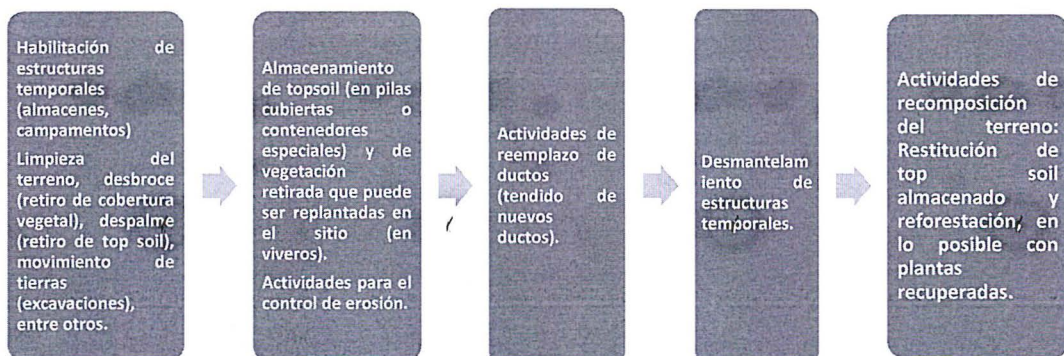 Habilitación de
estructuras
temporales
(almacenes,
campamentos)
Limpieza del
terreno, desbroce
(retiro de cobertura
vegetal), despalme
(retiro de top soil),
movimiento de
tierras
(excavaciones),
entre otros.
Almacenamiento
de topsoil (en pilas
cubiertas o
contenedores
especiales) y de
vegetación
retirada que puede
ser replantadas en
el sitio (en
viveros).
Actividades para el
control de erosión.
Actividades de
reemplazo de
ductos
(tendido de
nuevos
ductos).
Desmantelam
iento de
estructuras
temporales.
Actividades de
recomposición
del terreno:
Restitución de
top soil
almacenado y
reforestación, en
lo posible con
plantas
recuperadas.